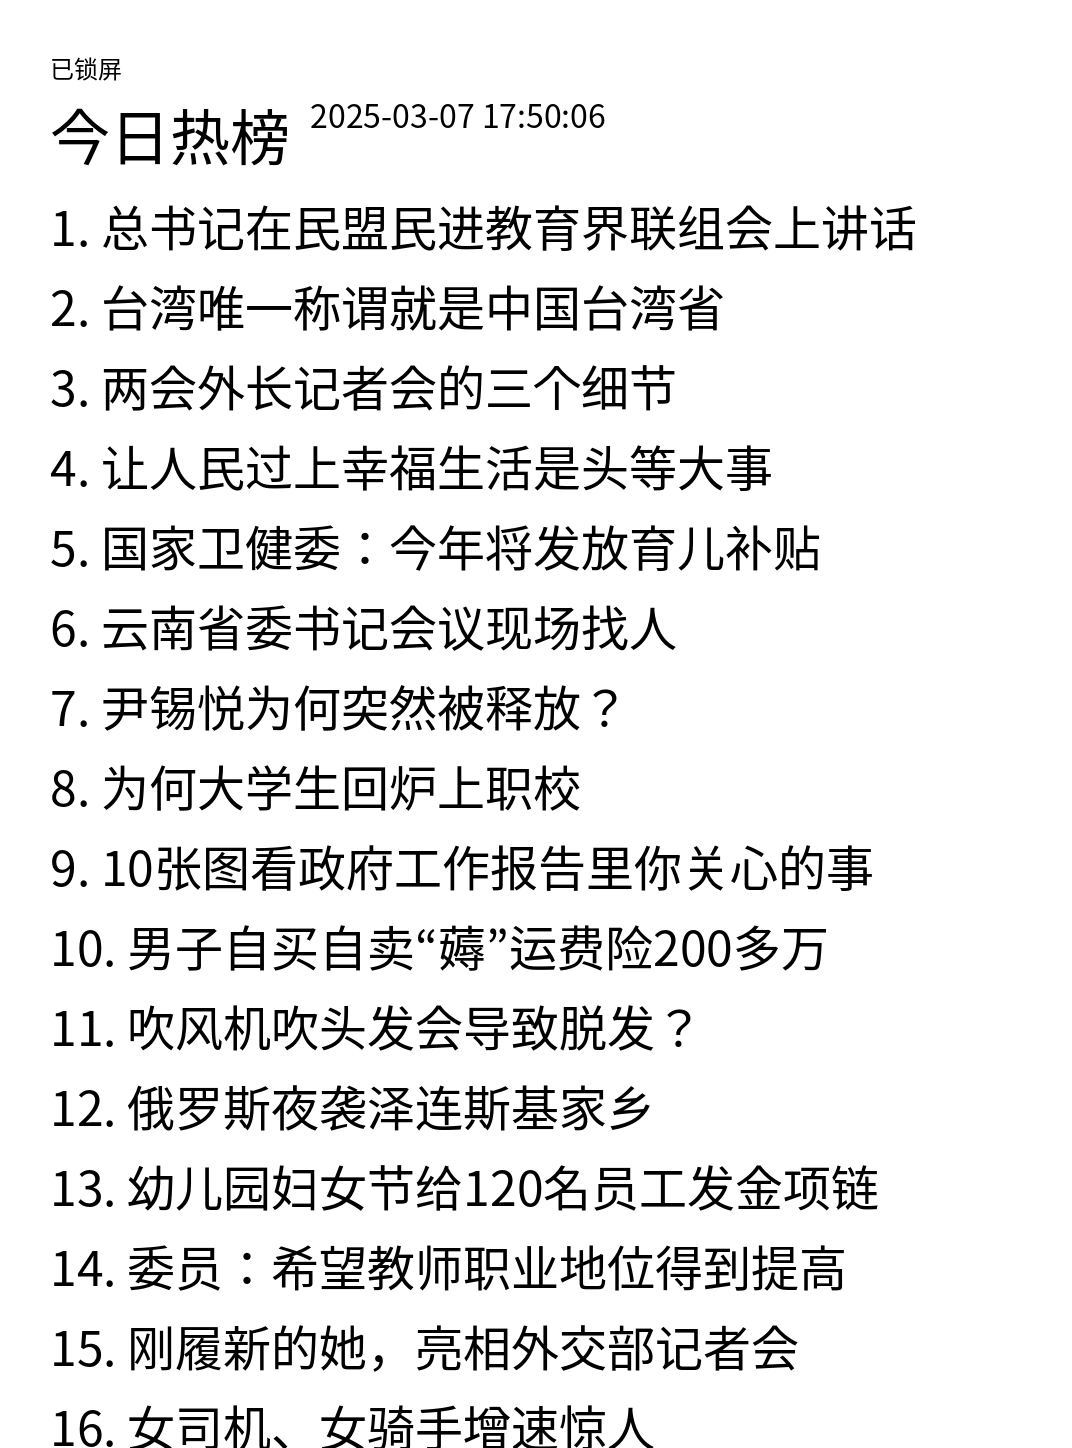 已锁屏
今日热榜 2025-03-07 17:50:06
1. 总书记在民盟民进教育界联组会上讲话
2. 台湾唯一称谓就是中国台湾省
3. 两会外长记者会的三个细节
4. 让人民过上幸福生活是头等大事
5. 国家卫健委：今年将发放育儿补贴
6. 云南省委书记会议现场找人
7. 尹锡悦为何突然被释放？
8. 为何大学生回炉上职校
9. 10张图看政府工作报告里你关心的事
10. 男子自买自卖“薅”运费险200多万
11. 吹风机吹头发会导致脱发？
12. 俄罗斯夜袭泽连斯基家乡
13. 幼儿园妇女节给120名员工发金项链
14. 委员：希望教师职业地位得到提高
15. 刚履新的她，亮相外交部记者会
16. 女司机、女骑手增速惊人